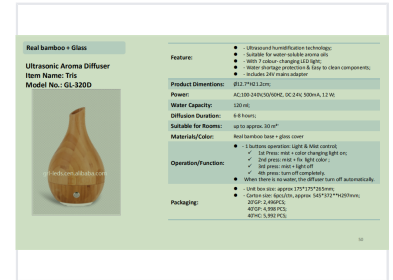 Real bamboo + Glass
Ultrasonic Aroma Diffuser
Item Name: Tris
Model No.: GL-320D
Feature:
● - Ultrasound humidification technology;
● - Suitable for water-soluble aroma oils
● - With 7 colour- changing LED light;
● - Water shortage protection & Easy to clean components;
● - Includes 24V mains adapter
Product Dimentions: Ø12.7*H21.2cm;
Power: AC;100-240V,50/60HZ, DC:24V, 500mA, 12 W;
Water Capacity: 120 ml;
Diffusion Duration: 6-8 hours;
Suitable for Rooms: up to approx. 30 m²
Materials/Color: Real bamboo base + glass cover
Operation/Function:
● - 1 buttons operation: Light & Mist control;
✓ 1st Press: mist + color changing light on;
✓ 2nd press: mist + fix light color ;
✓ 3rd press: mist + light off
✓ 4th press: turn off completely.
● When there is no water, the diffuser turn off automatically.
Packaging:
● - Unit box size: approx 175*175*265mm;
● - Carton size: 6pcs/ctn, approx. 545*372**H297mm;
20'GP: 2,496PCS;
40'GP: 4,998 PCS
40'HC: 5,992 PCS;